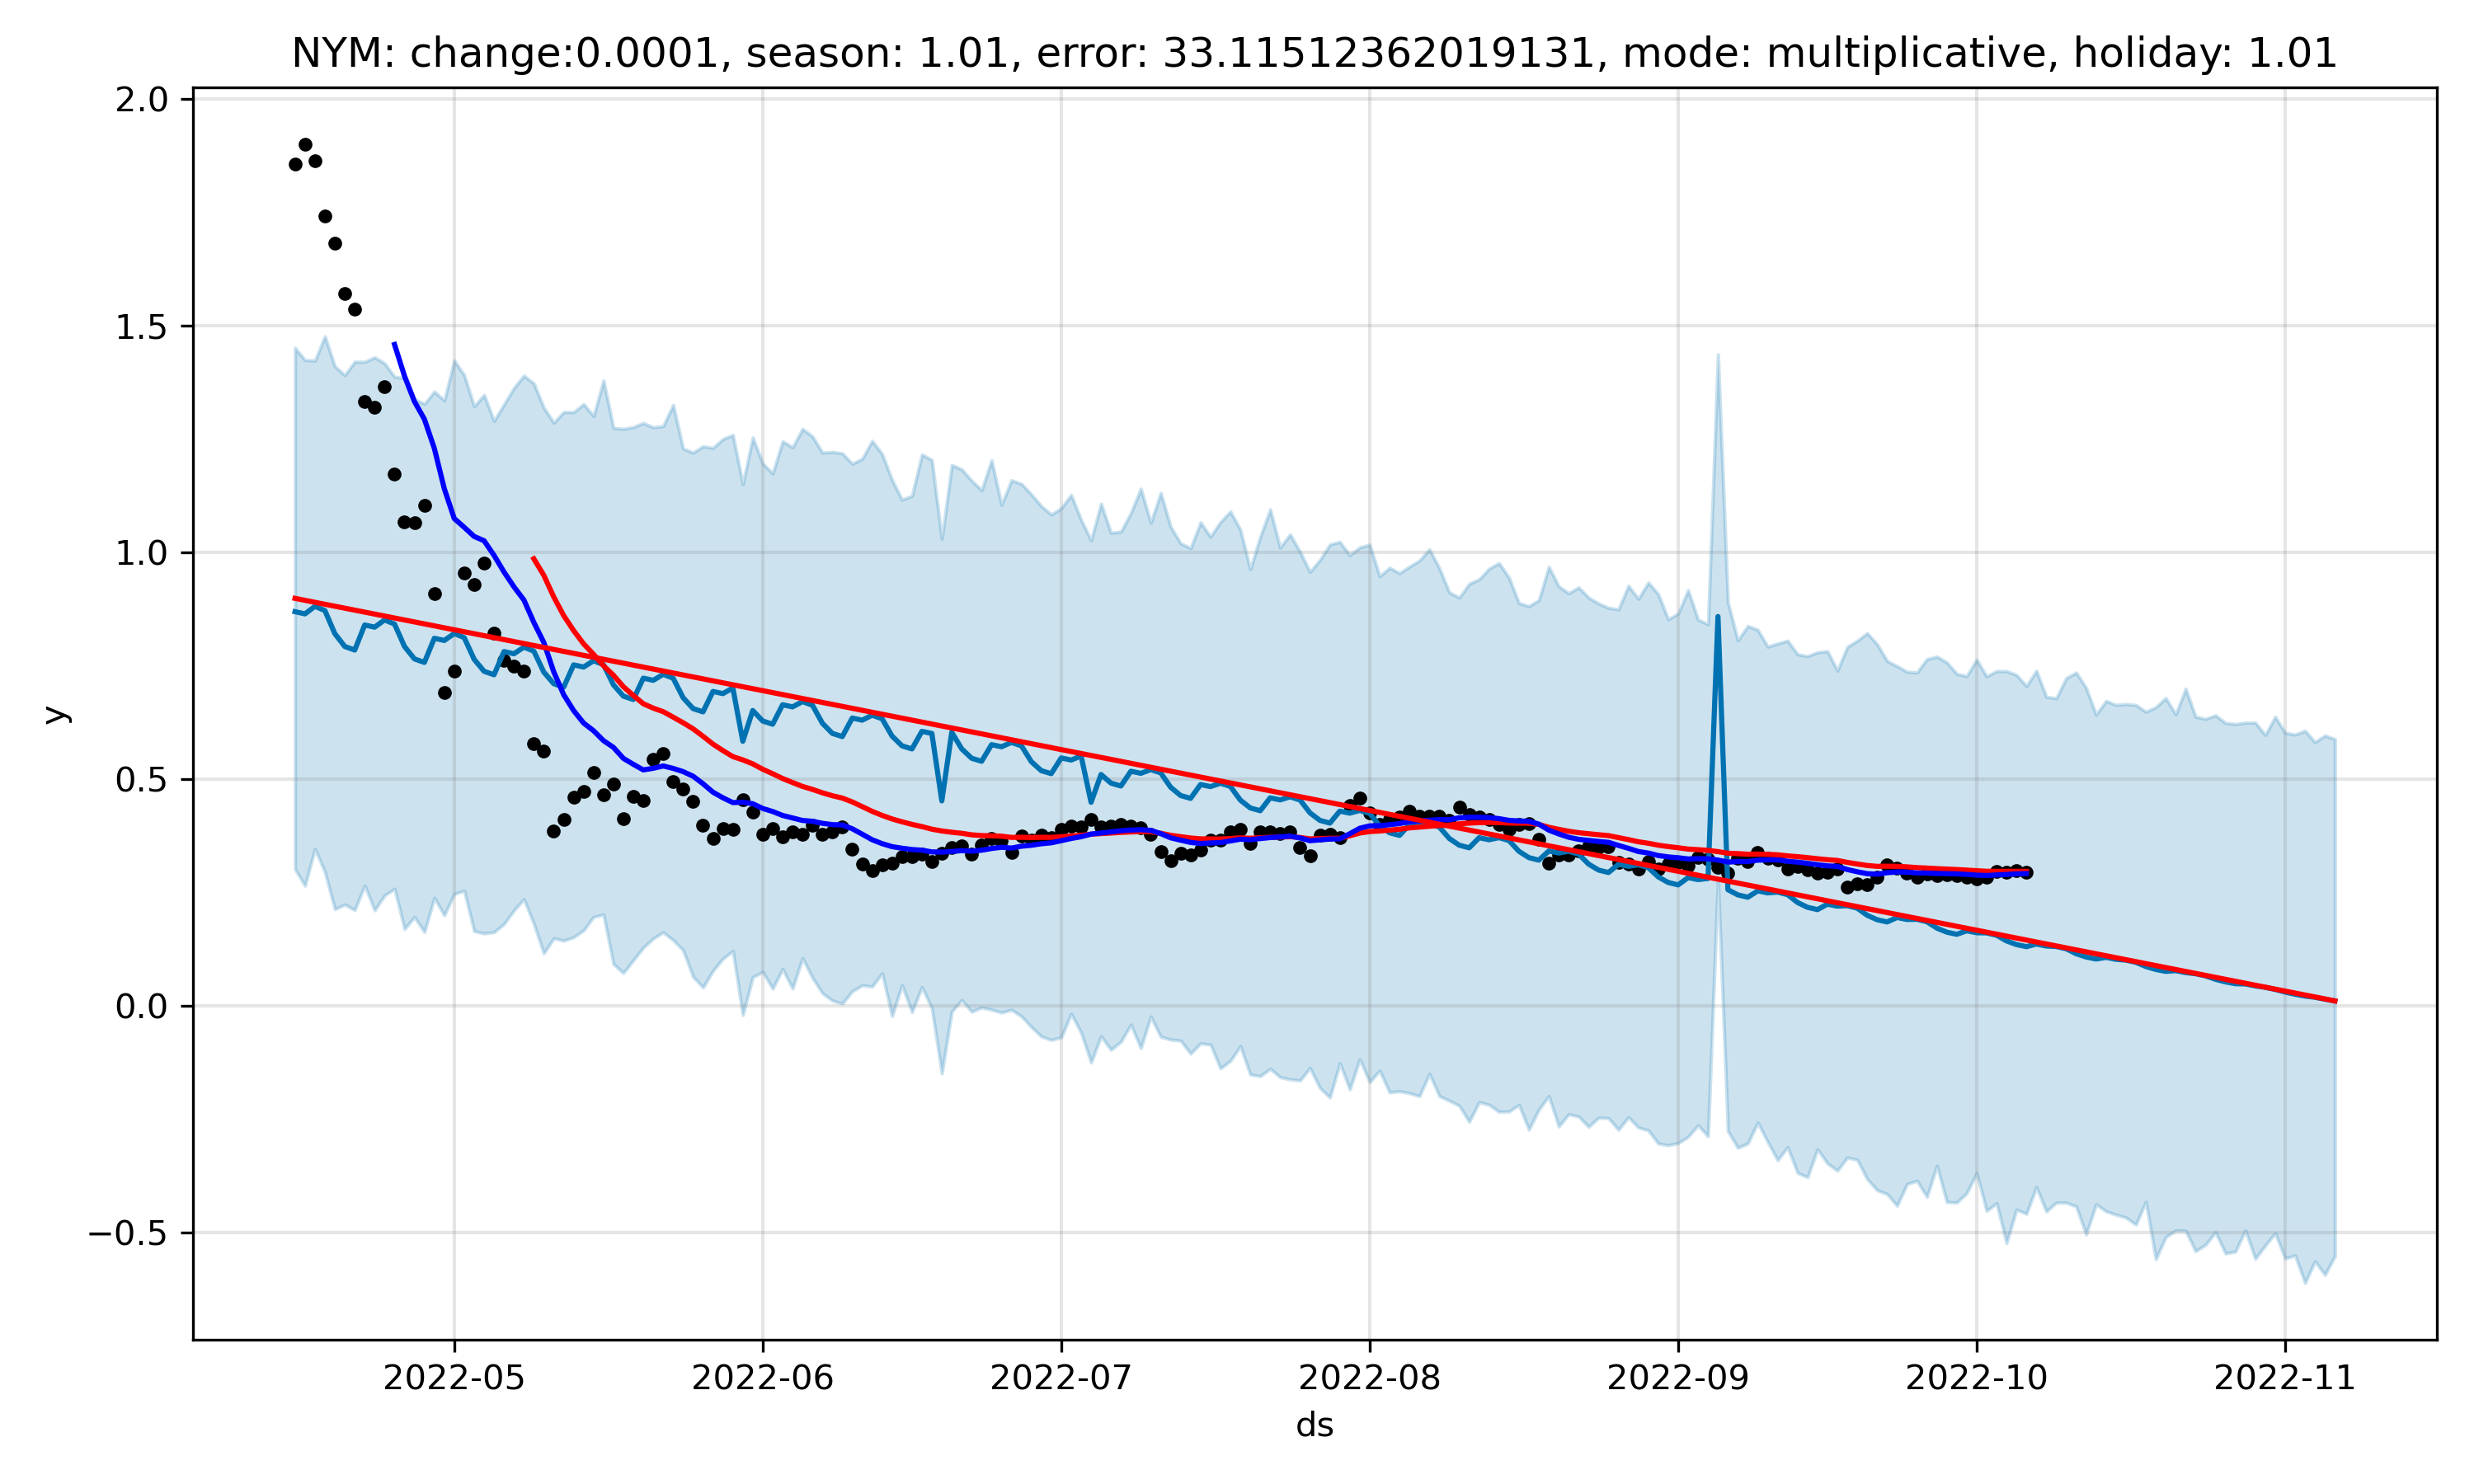 NYM: change:0.0001, season: 1.01, error: 33.11512362019131, mode: multiplicative, holiday: 1.01
2.0
1.5
1.0
0.5
0.0
−0.5
y
2022-05 2022-06 2022-07 2022-08 2022-09 2022-10 2022-11
ds